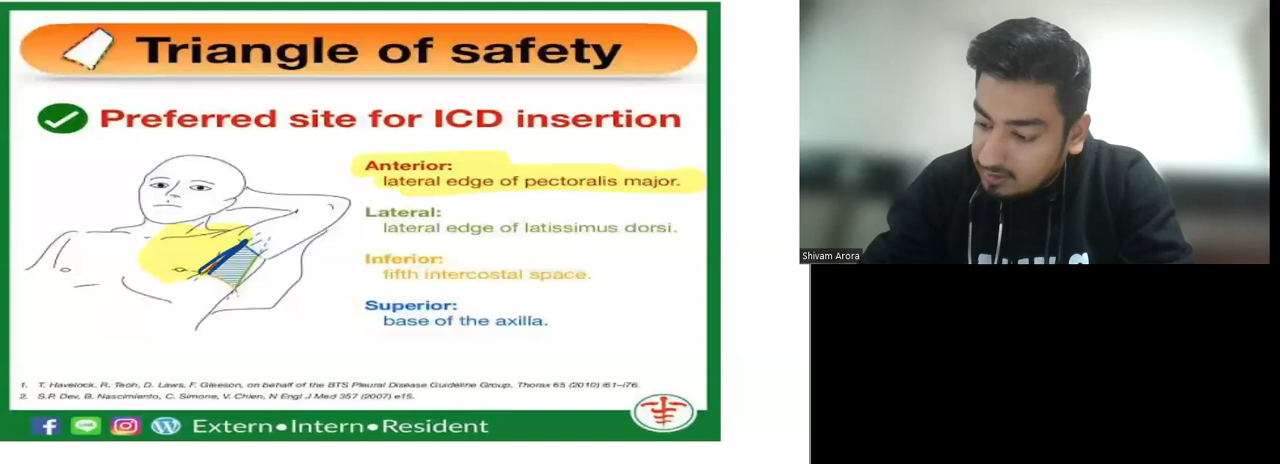 Triangle of safety
Preferred site for ICD insertion
Anterior:
lateral edge of pectoralis major.
Lateral:
lateral edge of latissimus dorsi.
Inferior:
fifth intercostal space.
Superior:
base of the axilla.
1. T. Havelock, R. Teoh, D. Laws, F. Gleeson, on behalf of the BTS Pleural Disease Guideline Group, Thorax 65 (2010) i61–i76.
2. S.P. Dev, B. Nascimiento, C. Simone, V. Chien, N Engl J Med 357 (2007) e15.
Extern•Intern•Resident
Shivam Arora